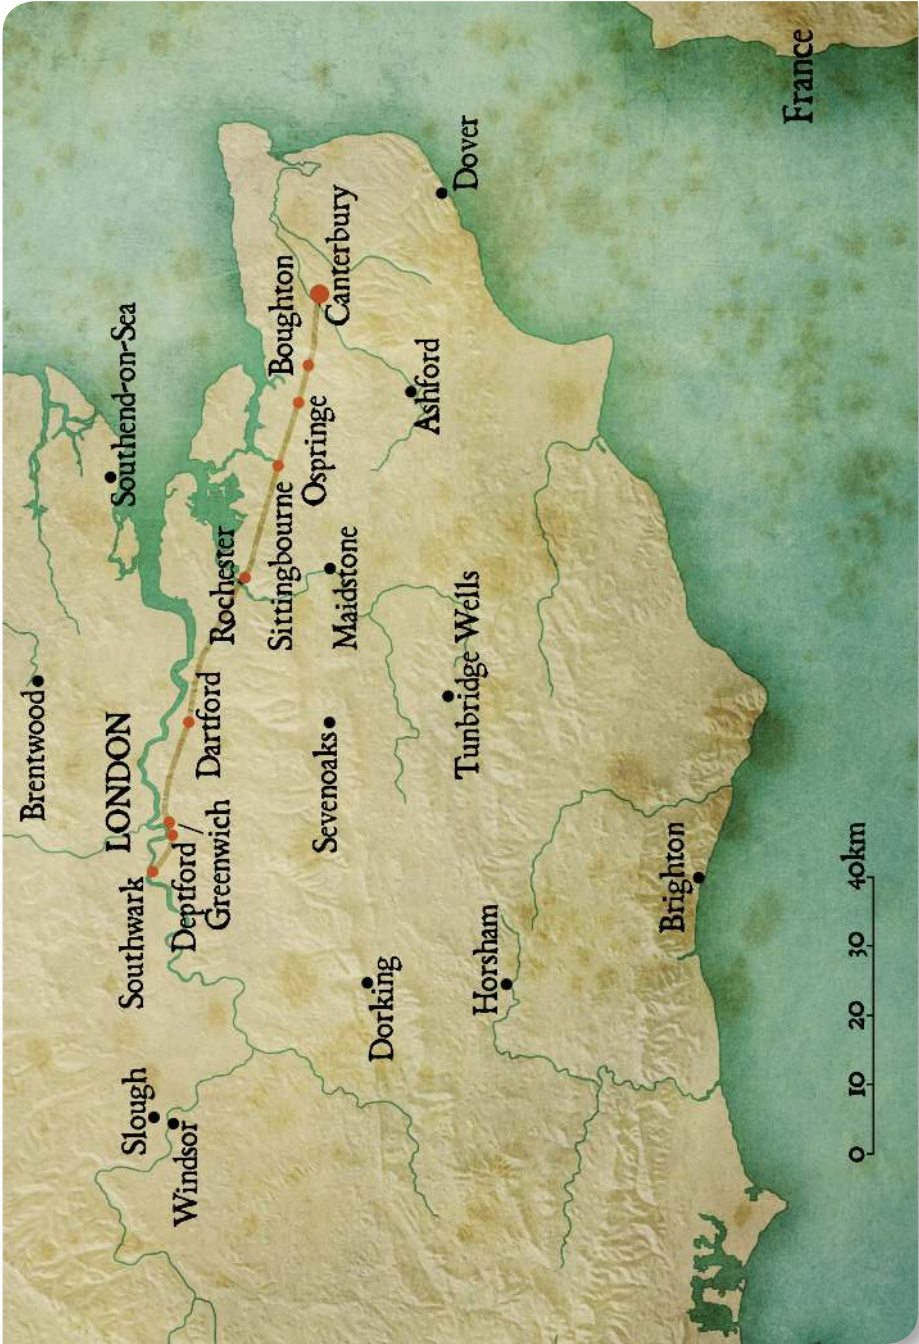 Brentwood
Southend-on-Sea
LONDON
Slough
Southwark
Windsor
Deptford /
Greenwich
Dartford
Rochester
Boughton
Sittingbourne
Ospringe
Canterbury
Sevenoaks
Maidstone
Dorking
Ashford
Tunbridge Wells
Dover
Horsham
Brighton
France
0 10 20 30 40km